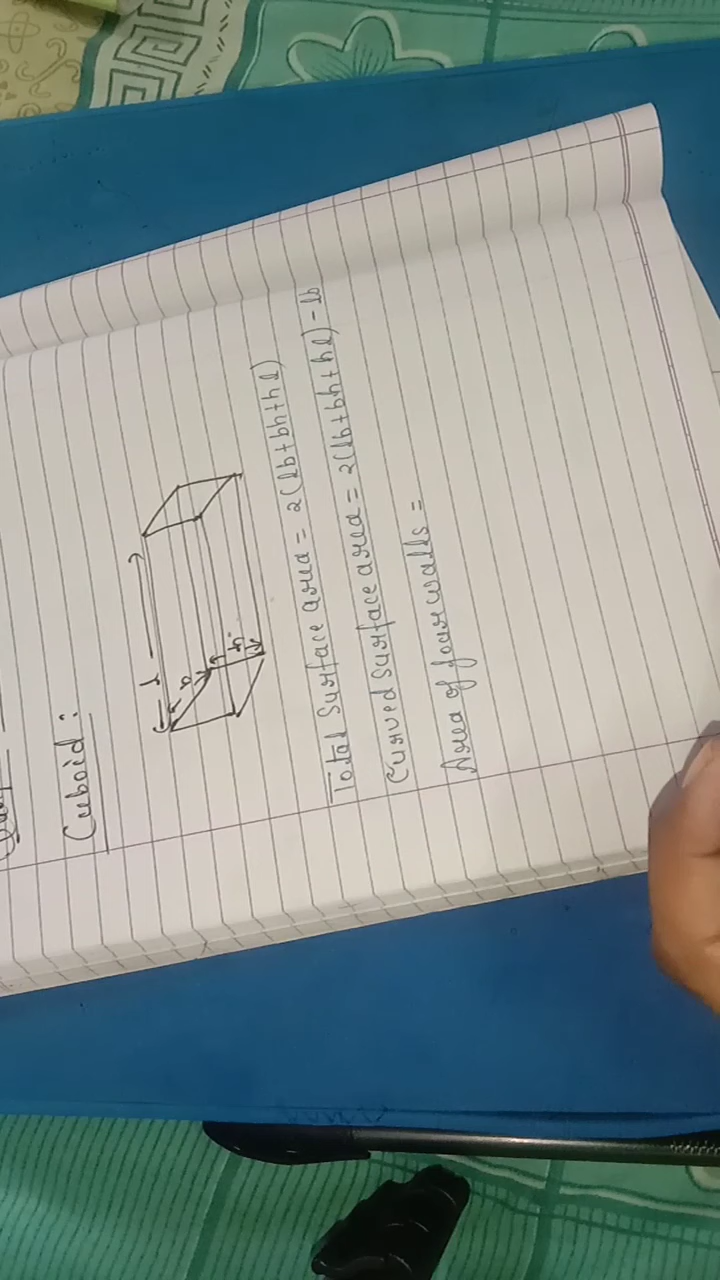 Cuboid :
l
b
h
Total Surface area = 2(lb+bh+hl)
Curved surface area = 2(lb+bh+hl) - lb
Area of four walls =